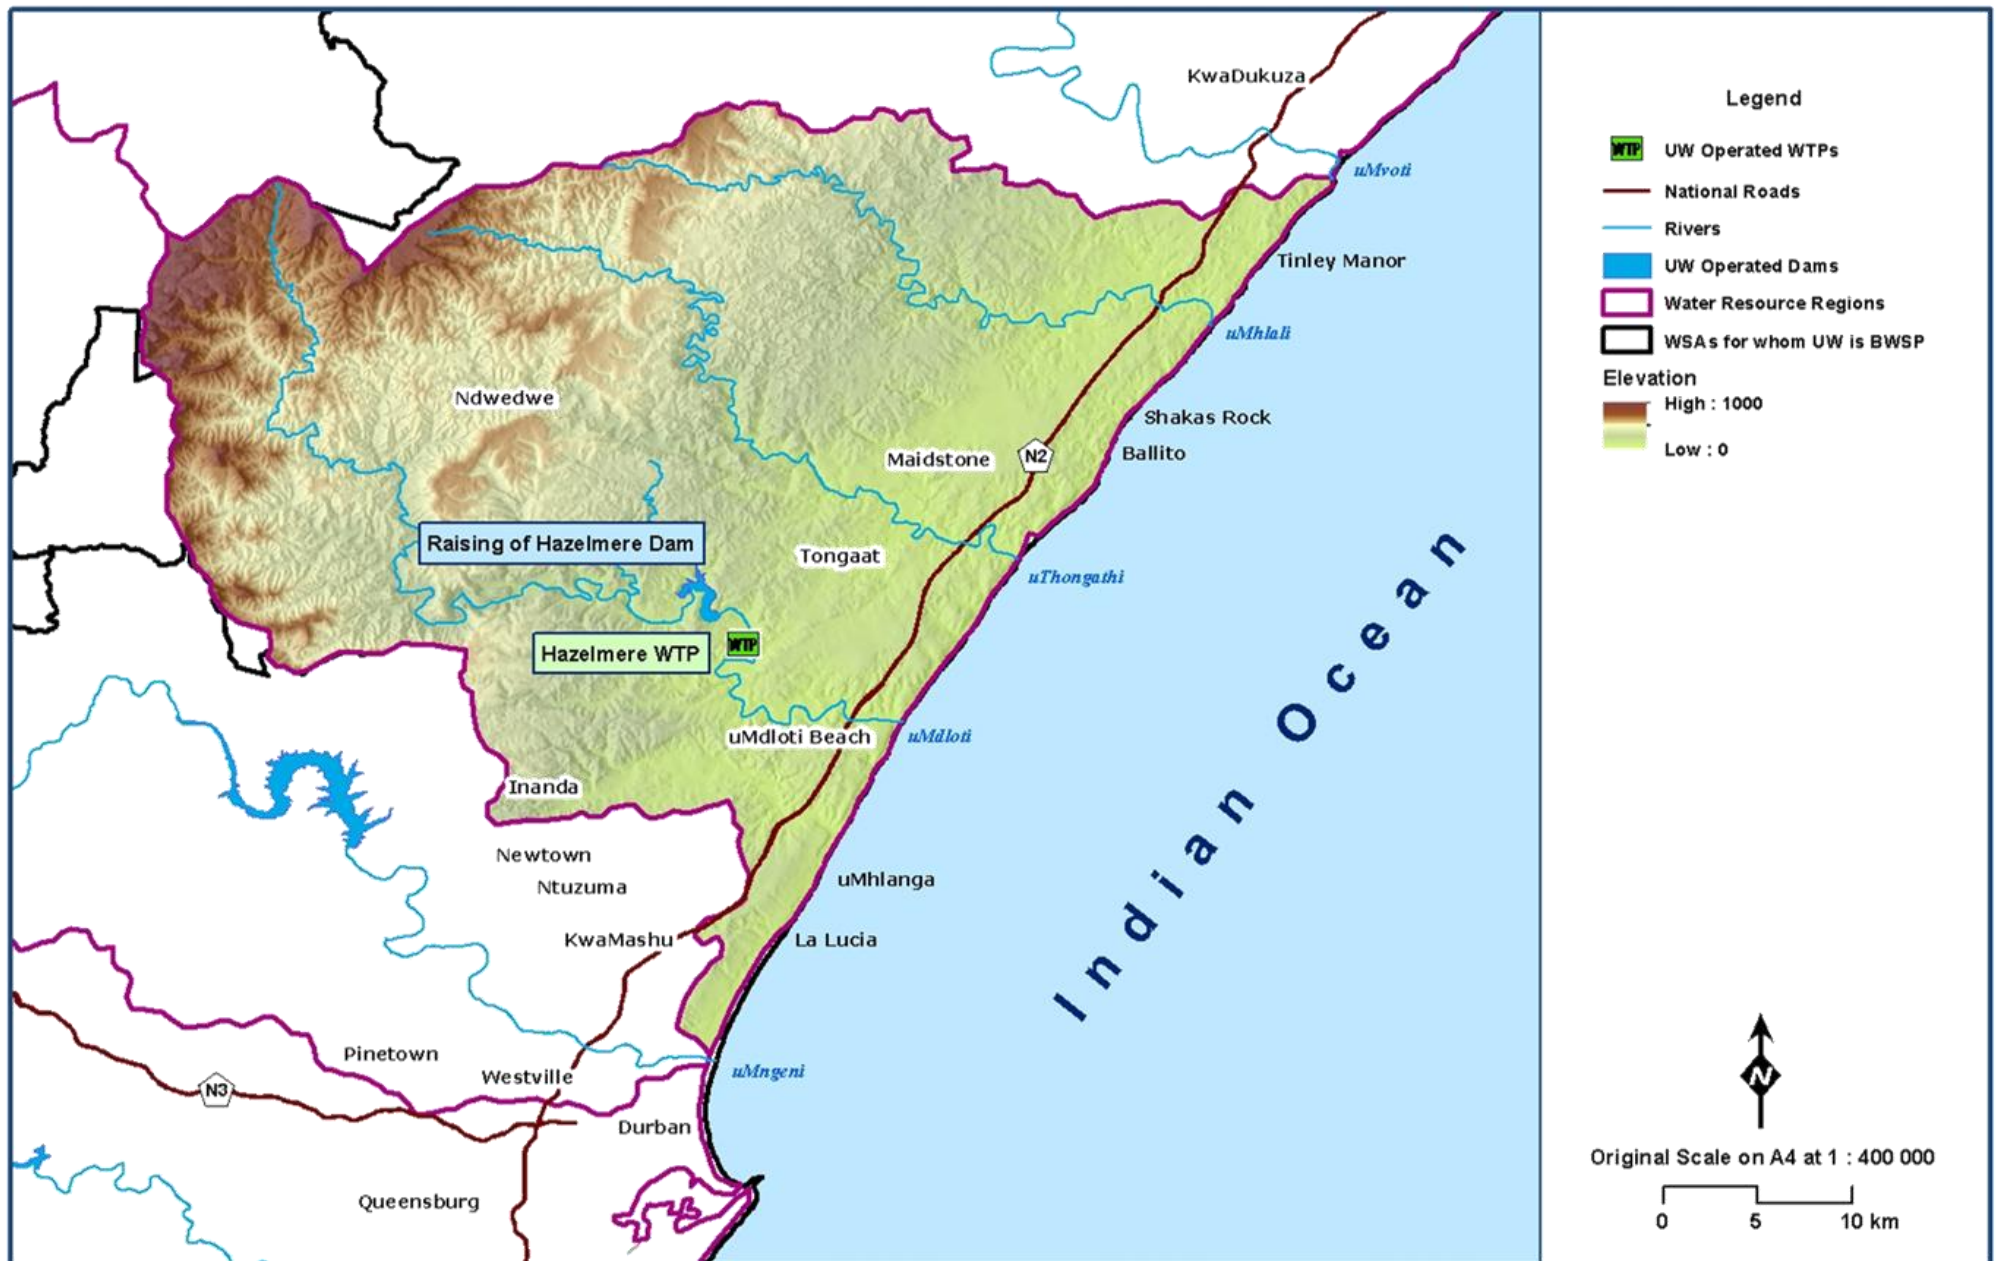 KwaDukuza
uMvoti
Tinley Manor
uMhlali
Ndwedwe
Shakas Rock
Maidstone
N2
Ballito
Raising of Hazelmere Dam
Tongaat
uThongathi
WTP
Hazelmere WTP
uMdloti Beach
uMdloti
Inanda
Newtown
Ntuzuma
uMhlanga
KwaMashu
La Lucia
Pinetown
Westville
uMngeni
N3
Durban
Queensburg
Indian Ocean
Legend
WTP
UW Operated WTPs
National Roads
Rivers
UW Operated Dams
Water Resource Regions
WSAs for whom UW is BWSP
Elevation
High : 1000
Low : 0
N
Original Scale on A4 at 1 : 400 000
0 5 10 km